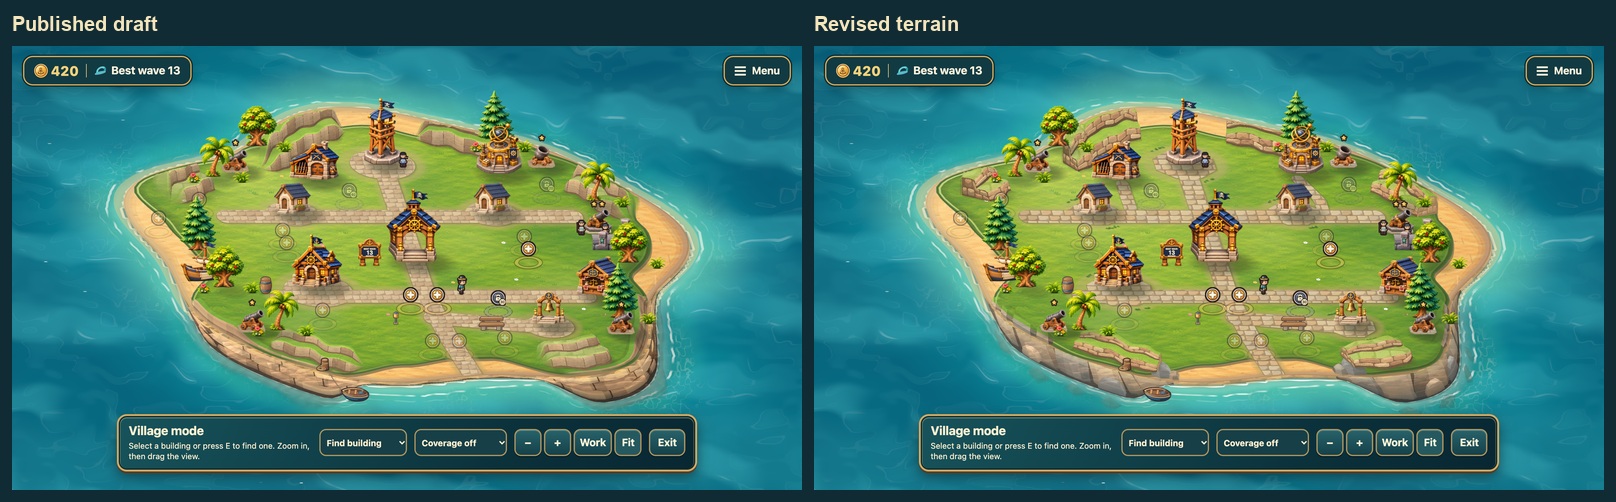 Published draft
420 | Best wave 13
Menu
13
Village mode
Select a building or press E to find one. Zoom in,
then drag the view.
Find building
Coverage off
−
+
Work
Fit
Exit
Revised terrain
420 | Best wave 13
Menu
13
Village mode
Select a building or press E to find one. Zoom in,
then drag the view.
Find building
Coverage off
−
+
Work
Fit
Exit